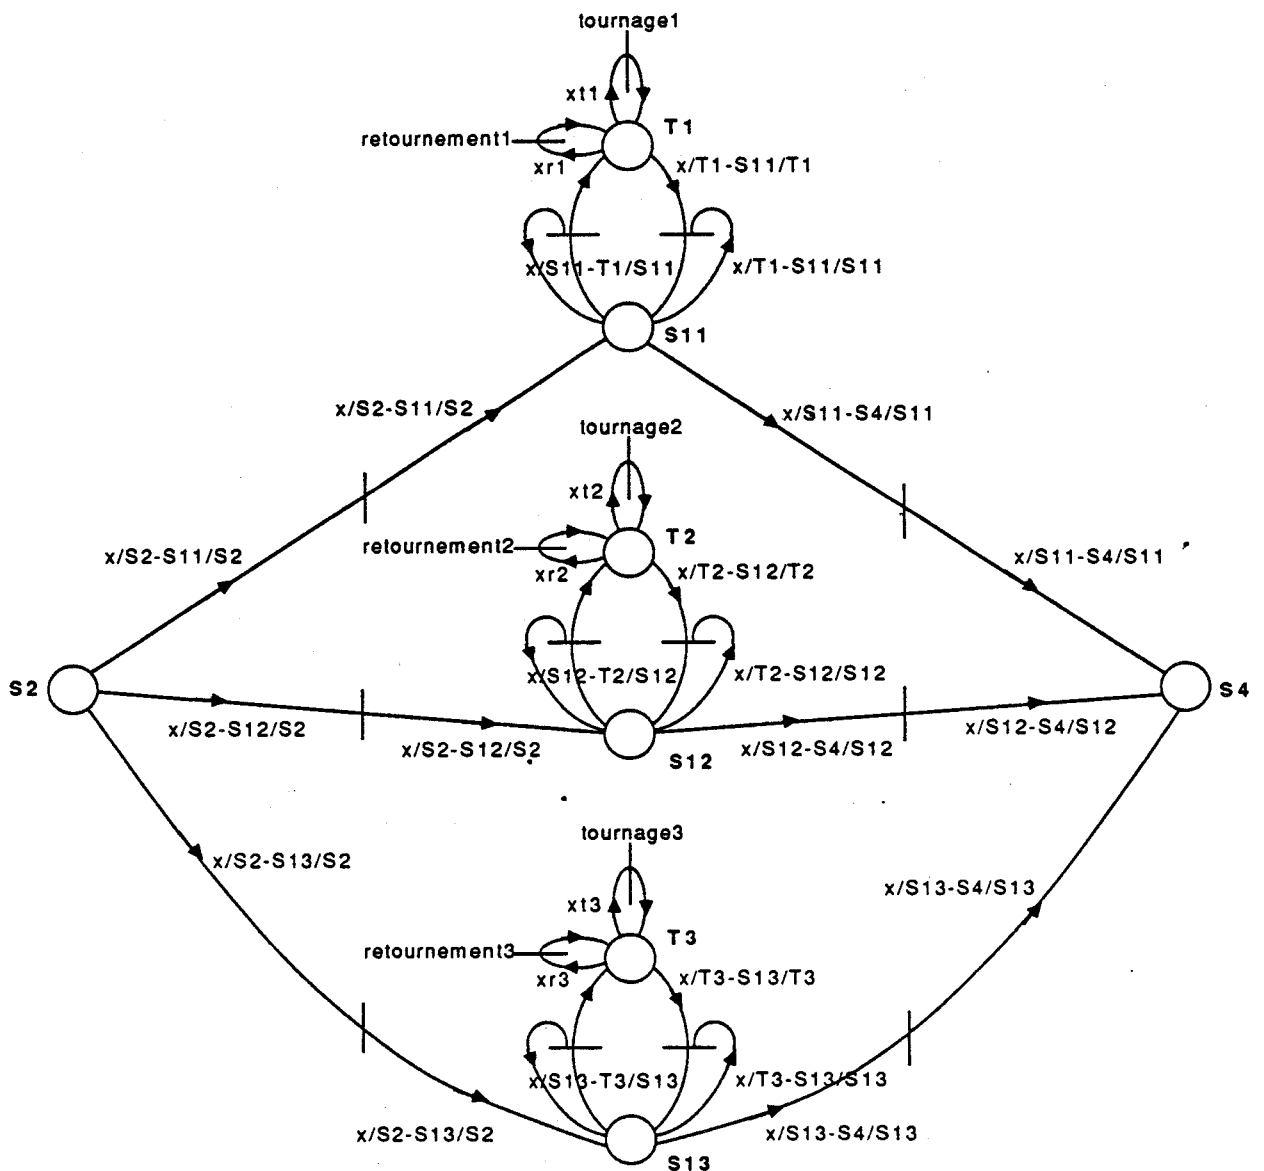 tournage1
xt1
T1
retournement1
xr1
x/T1-S11/T1
x/S11-T1/S11
x/T1-S11/S11
S11
x/S2-S11/S2
x/S11-S4/S11
tournage2
xt2
T2
retournement2
xr2
x/S2-S11/S2
x/T2-S12/T2
x/S11-S4/S11
x/S12-T2/S12
x/T2-S12/S12
S2
S4
x/S2-S12/S2
x/S2-S12/S2
S12
x/S12-S4/S12
x/S12-S4/S12
tournage3
x/S2-S13/S2
x/S13-S4/S13
xt3
T3
retournement3
xr3
x/T3-S13/T3
x/S13-T3/S13
x/T3-S13/S13
x/S2-S13/S2
x/S13-S4/S13
S13